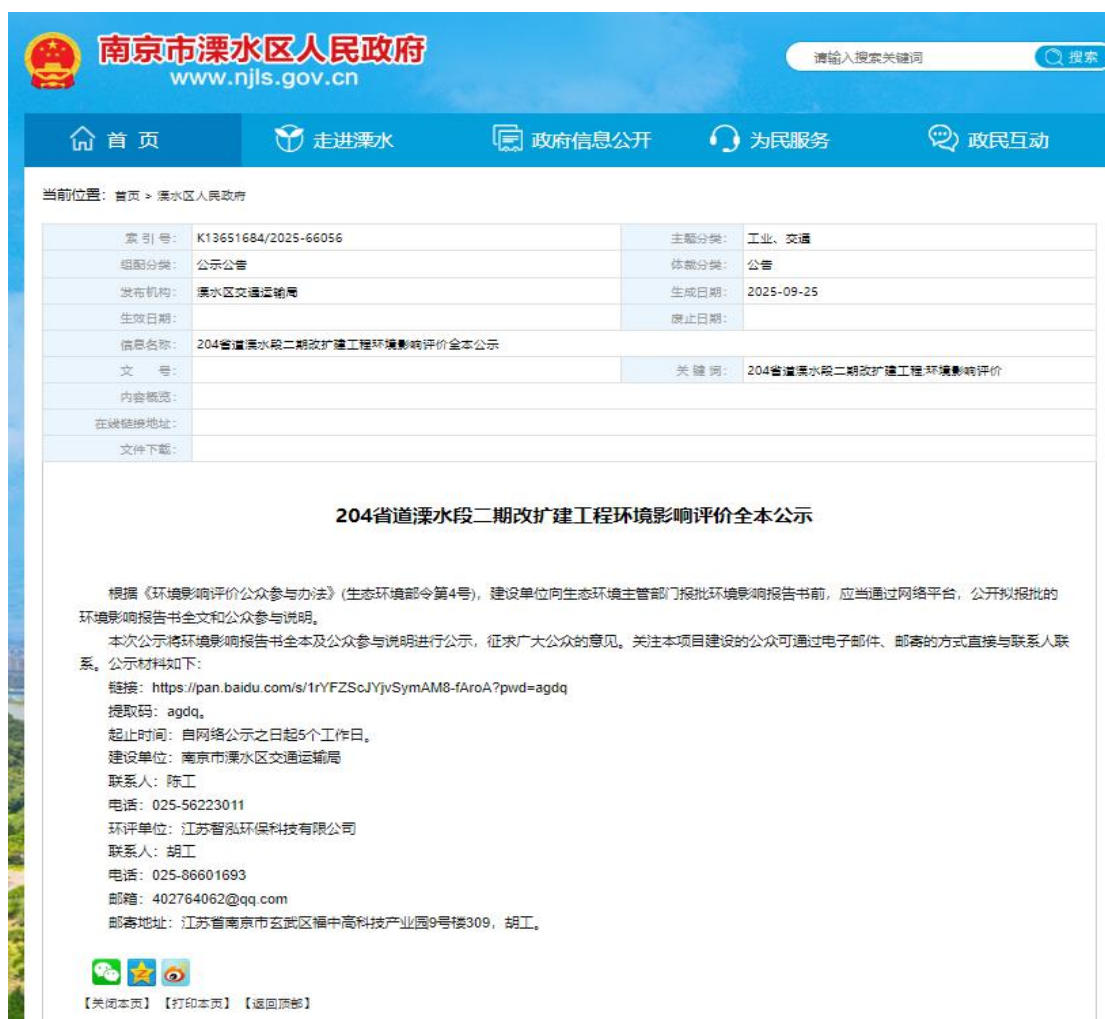 南京市溧水区人民政府
www.njls.gov.cn
请输入搜索关键词
搜索
首 页
走进溧水
政府信息公开
为民服务
政民互动
当前位置：首页 > 溧水区人民政府
索 引 号： K13651684/2025-66056 主题分类： 工业、交通
组配分类： 公示公告 体裁分类： 公告
发布机构： 溧水区交通运输局 生成日期： 2025-09-25
生效日期： 废止日期：
信息名称： 204省道溧水段二期改扩建工程环境影响评价全本公示
文 号： 关 键 词： 204省道溧水段二期改扩建工程;环境影响评价
内容概览：
在线链接地址：
文件下载：
204省道溧水段二期改扩建工程环境影响评价全本公示
根据《环境影响评价公众参与办法》(生态环境部令第4号)，建设单位向生态环境主管部门报批环境影响报告书前，应当通过网络平台，公开拟报批的
环境影响报告书全文和公众参与说明。
本次公示将环境影响报告书全本及公众参与说明进行公示，征求广大公众的意见。关注本项目建设的公众可通过电子邮件、邮寄的方式直接与联系人联
系。公示材料如下：
链接：https://pan.baidu.com/s/1rYFZScJYjvSymAM8-fAroA?pwd=agdq
提取码：agdq。
起止时间：自网络公示之日起5个工作日。
建设单位：南京市溧水区交通运输局
联系人：陈工
电话：025-56223011
环评单位：江苏智泓环保科技有限公司
联系人：胡工
电话：025-86601693
邮箱：402764062@qq.com
邮寄地址：江苏省南京市玄武区福中高科技产业园9号楼309，胡工。
【关闭本页】 【打印本页】 【返回顶部】